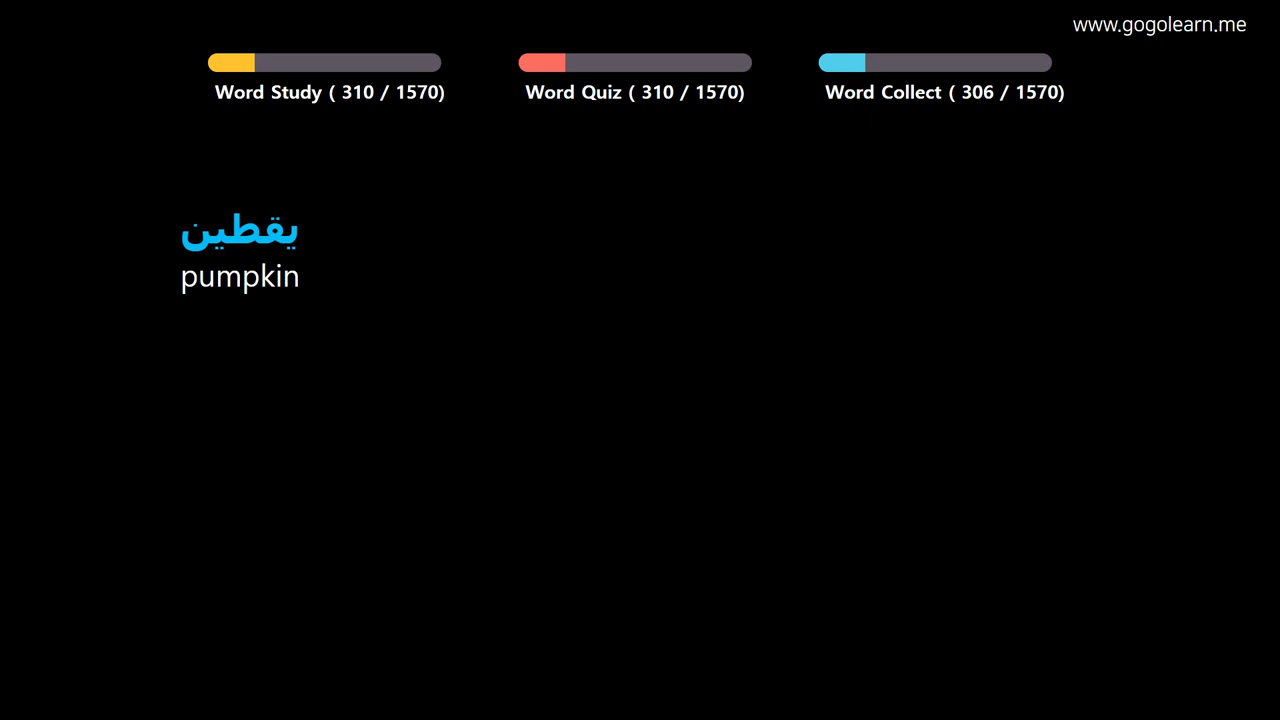 www.gogolearn.me
Word Study ( 310 / 1570)
Word Quiz ( 310 / 1570)
Word Collect ( 306 / 1570)
يقطين
pumpkin